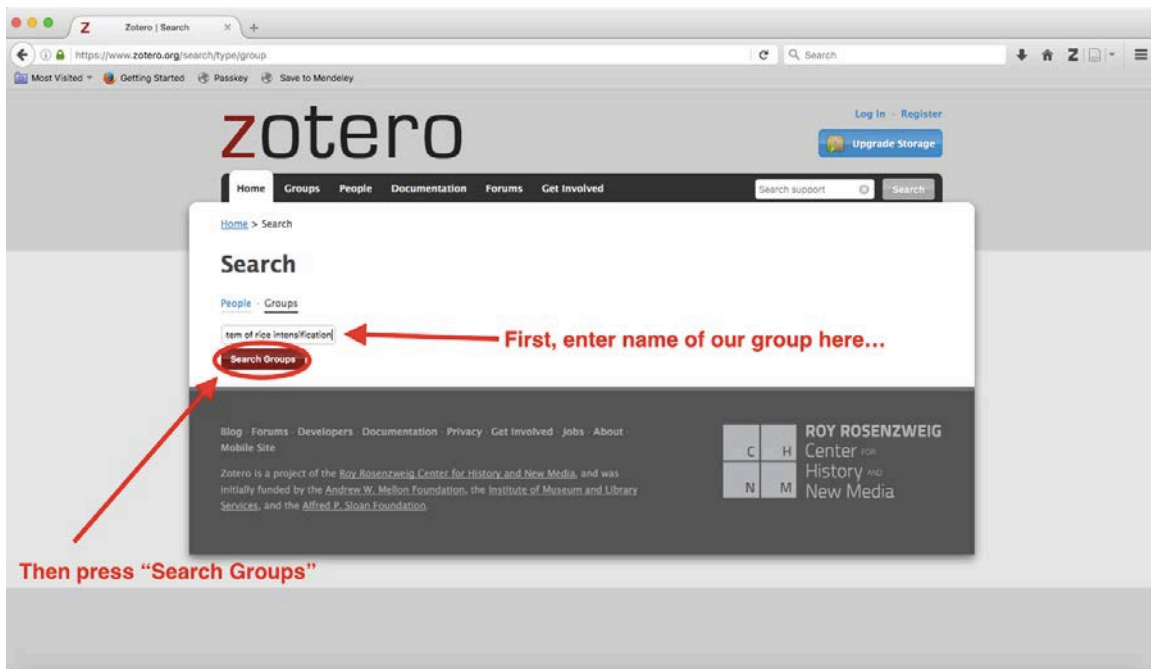 Z Zotero | Search
https://www.zotero.org/search/type/group
Search
Z
Most Visited
Getting Started
Passkey
Save to Mendeley
zotero
Log In · Register
Upgrade Storage
Home Groups People Documentation Forums Get Involved
Search support
Search
Home > Search
Search
People · Groups
tem of rice intensification
First, enter name of our group here...
Search Groups
Blog · Forums · Developers · Documentation · Privacy · Get Involved · Jobs · About ·
Mobile Site
Zotero is a project of the Roy Rosenzweig Center for History and New Media, and was
initially funded by the Andrew W. Mellon Foundation, the Institute of Museum and Library
Services, and the Alfred P. Sloan Foundation.
C H
N M
ROY ROSENZWEIG
Center FOR
History AND
New Media
Then press “Search Groups”